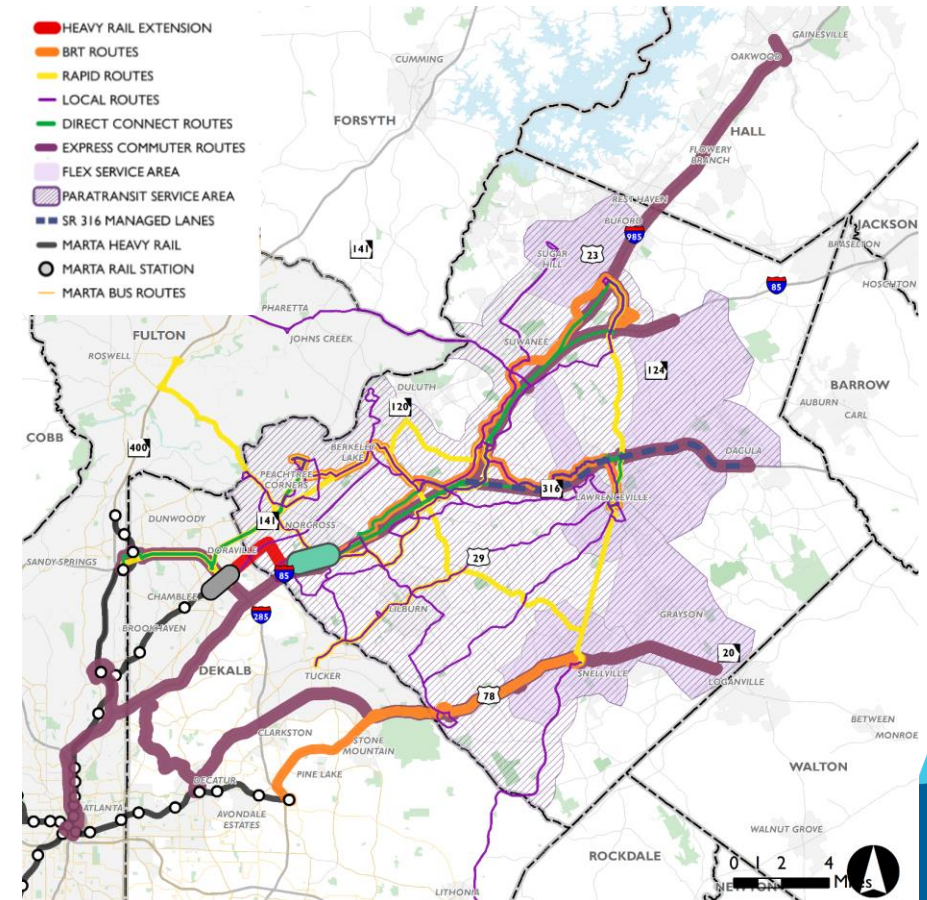 HEAVY RAIL EXTENSION
BRT ROUTES
RAPID ROUTES
LOCAL ROUTES
DIRECT CONNECT ROUTES
EXPRESS COMMUTER ROUTES
FLEX SERVICE AREA
PARATRANSIT SERVICE AREA
SR 316 MANAGED LANES
MARTA HEAVY RAIL
MARTA RAIL STATION
MARTA BUS ROUTES
GAINESVILLE
OAKWOOD
CUMMING
FORSYTH
HALL
FLOWERY
BRANCH
REST HAVEN
BUFORD
JACKSON
985
141
23
SUGAR
HILL
BRASELTON
85
HOSCHTON
PHARETTA
FULTON
JOHNS CREEK
SUWANEE
ROSWELL
124
DULUTH
BARROW
120
AUBURN
CARL
COBB
400
BERKELEY
LAKE
DACULA
PEACHTREE
CORNERS
316
LAWRENCEVILLE
DUNWOODY
141
NORCROSS
DORAVILLE
SANDY SPRINGS
29
85
CHAMBLEE
LILBURN
GRAYSON
285
BROOKHAVEN
20
DEKALB
SNELLVILLE
LOGANVILLE
TUCKER
78
BETWEEN
CLARKSTON
STONE
MOUNTAIN
MONROE
PINE LAKE
WALTON
DECATUR
ATLANTA
AVONDALE
ESTATES
WALNUT GROVE
ROCKDALE
0 1 2 4
Miles
LITHONIA
NEWTON